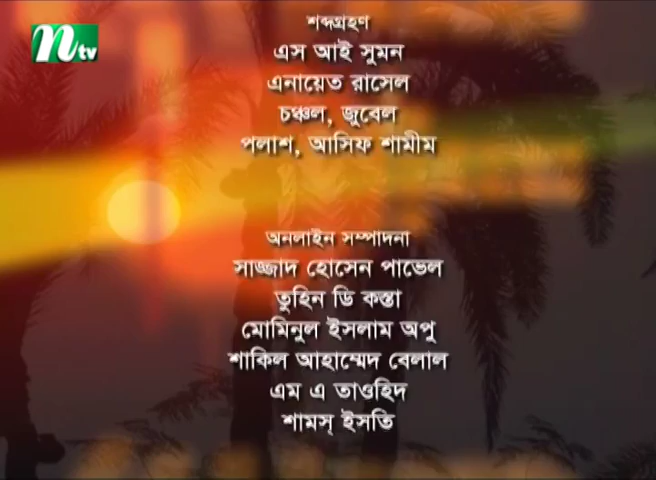 ntv
শব্দগ্রহণ
এস আই সুমন
এনায়েত রাসেল
চঞ্চল, জুবেল
পলাশ, আসিফ শামীম
অনলাইন সম্পাদনা
সাজ্জাদ হোসেন পাভেল
তুহিন ডি কস্তা
মোমিনুল ইসলাম অপু
শাকিল আহাম্মেদ বেলাল
এম এ তাওহিদ
শামস্ ইসতি